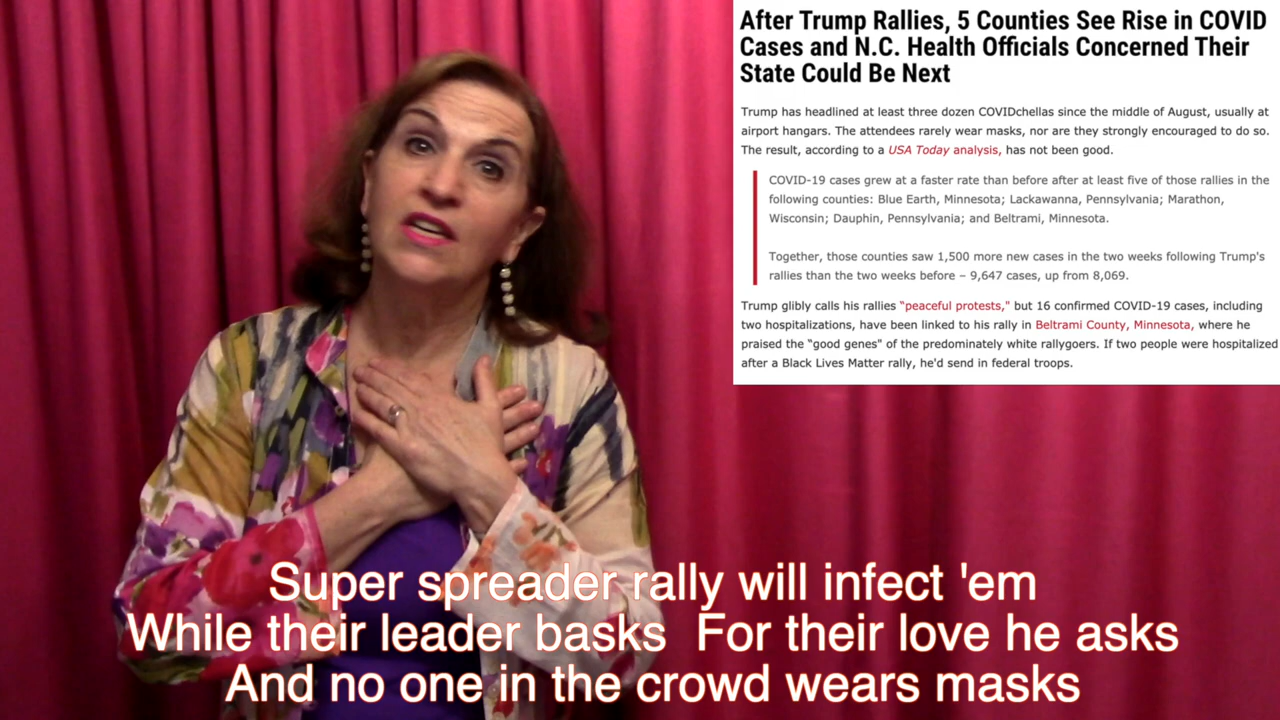 After Trump Rallies, 5 Counties See Rise in COVID
Cases and N.C. Health Officials Concerned Their
State Could Be Next
Trump has headlined at least three dozen COVIDchellas since the middle of August, usually at
airport hangars. The attendees rarely wear masks, nor are they strongly encouraged to do so.
The result, according to a USA Today analysis, has not been good.
COVID-19 cases grew at a faster rate than before after at least five of those rallies in the
following counties: Blue Earth, Minnesota; Lackawanna, Pennsylvania; Marathon,
Wisconsin; Dauphin, Pennsylvania; and Beltrami, Minnesota.
Together, those counties saw 1,500 more new cases in the two weeks following Trump's
rallies than the two weeks before – 9,647 cases, up from 8,069.
Trump glibly calls his rallies “peaceful protests," but 16 confirmed COVID-19 cases, including
two hospitalizations, have been linked to his rally in Beltrami County, Minnesota, where he
praised the “good genes" of the predominately white rallygoers. If two people were hospitalized
after a Black Lives Matter rally, he'd send in federal troops.
Super spreader rally will infect 'em
While their leader basks For their love he asks
And no one in the crowd wears masks